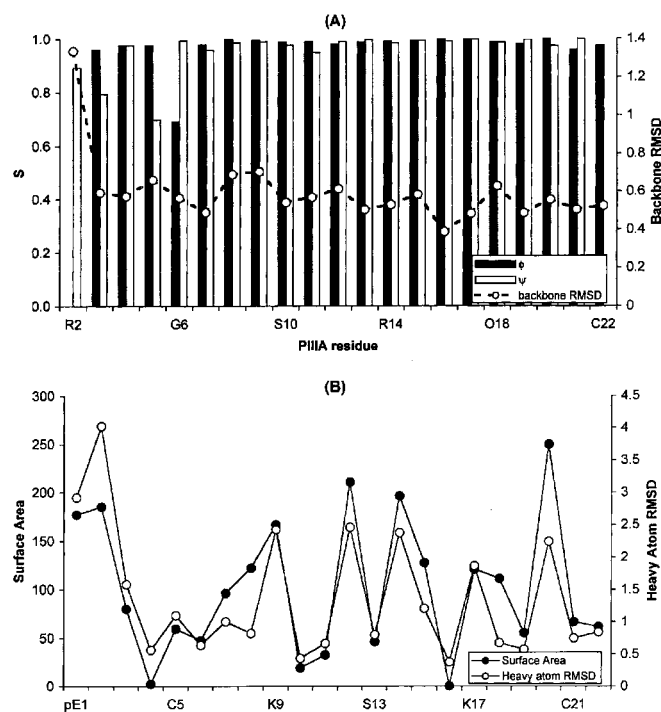 (A)
1.0
0.8
0.6
0.4
0.2
0.0
S
1.4
1.2
1
0.8
0.6
0.4
0.2
0
Backbone RMSD
ϕ
ψ
backbone RMSD
R2 G6 S10 R14 O18 C22
PIIIA residue
(B)
300
250
200
150
100
50
0
Surface Area
4.5
4
3.5
3
2.5
2
1.5
1
0.5
0
Heavy Atom RMSD
Surface Area
Heavy atom RMSD
pE1 C5 K9 S13 K17 C21